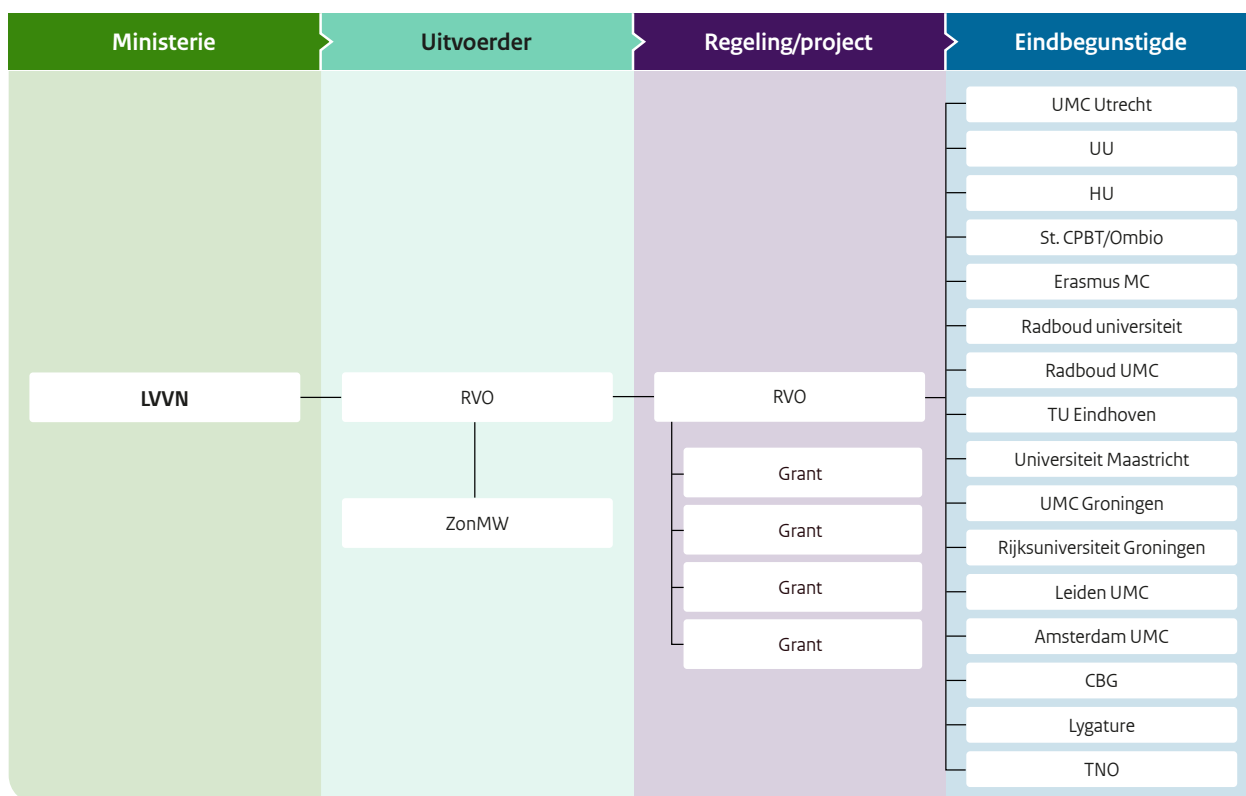 Ministerie
Uitvoerder
Regeling/project
Eindbegunstigde
LVVN
RVO
ZonMW
RVO
Grant
Grant
Grant
Grant
UMC Utrecht
UU
HU
St. CPBT/Ombio
Erasmus MC
Radboud universiteit
Radboud UMC
TU Eindhoven
Universiteit Maastricht
UMC Groningen
Rijksuniversiteit Groningen
Leiden UMC
Amsterdam UMC
CBG
Lygature
TNO